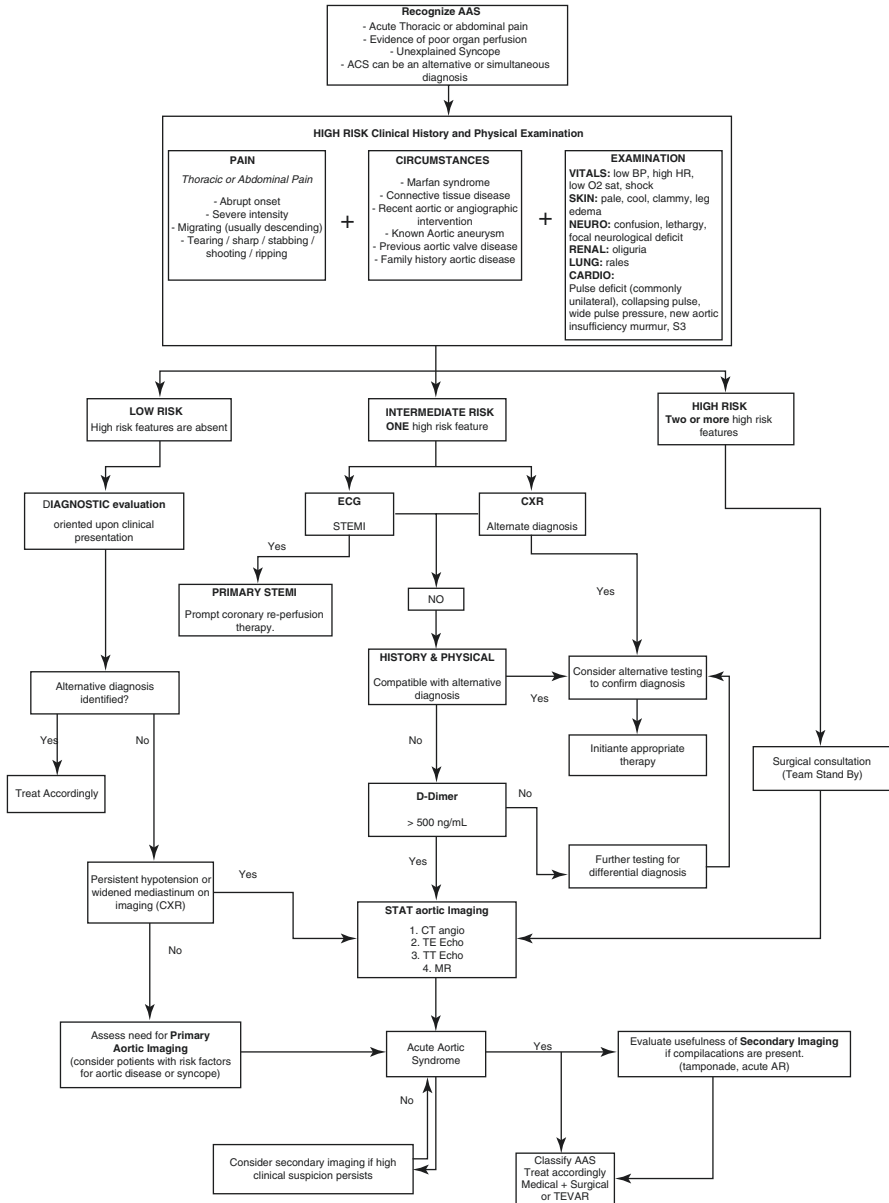 Recognize AAS
- Acute Thoracic or abdominal pain
- Evidence of poor organ perfusion
- Unexplained Syncope
- ACS can be an alternative or simultaneous
diagnosis
HIGH RISK Clinical History and Physical Examination
PAIN
Thoracic or Abdominal Pain
- Abrupt onset
- Severe intensity
- Migrating (usually descending)
- Tearing / sharp / stabbing /
shooting / ripping
+
CIRCUMSTANCES
- Marfan syndrome
- Connective tissue disease
- Recent aortic or angiographic
intervention
- Known Aortic aneurysm
- Previous aortic valve disease
- Family history aortic disease
+
EXAMINATION
VITALS: low BP, high HR,
low O2 sat, shock
SKIN: pale, cool, clammy, leg
edema
NEURO: confusion, lethargy,
focal neurological deficit
RENAL: oliguria
LUNG: rales
CARDIO:
Pulse deficit (commonly
unilateral), collapsing pulse,
wide pulse pressure, new aortic
insufficiency murmur, S3
LOW RISK
High risk features are absent
INTERMEDIATE RISK
ONE high risk feature
HIGH RISK
Two or more high risk
features
DIAGNOSTIC evaluation
oriented upon clinical
presentation
ECG
STEMI
CXR
Alternate diagnosis
Yes
Yes
PRIMARY STEMI
Prompt coronary re-perfusion
therapy.
NO
HISTORY & PHYSICAL
Compatible with alternative
diagnosis
Yes
Consider alternative testing
to confirm diagnosis
Alternative diagnosis
identified?
Yes
No
No
Initiante appropriate
therapy
Surgical consultation
(Team Stand By)
Treat Accordingly
D-Dimer
> 500 ng/mL
No
Yes
Further testing for
differential diagnosis
Persistent hypotension or
widened mediastinum on
imaging (CXR)
Yes
No
STAT aortic Imaging
1. CT angio
2. TE Echo
3. TT Echo
4. MR
Assess need for Primary
Aortic Imaging
(consider potients with risk factors
for aortic disease or syncope)
Acute Aortic
Syndrome
Yes
Evaluate usefulness of Secondary Imaging
if compilacations are present.
(tamponade, acute AR)
No
Consider secondary imaging if high
clinical suspicion persists
Classify AAS
Treat accordingly
Medical + Surgical
or TEVAR